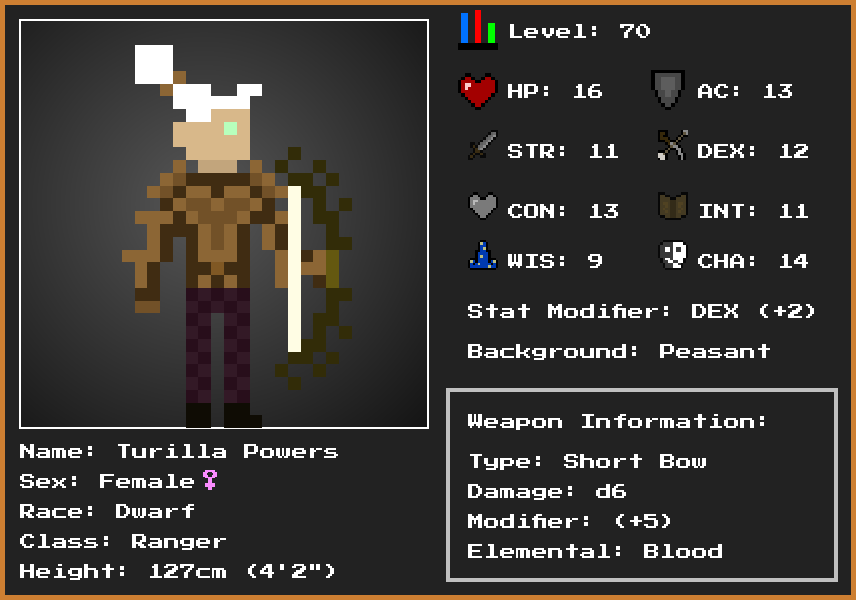 Level: 70
HP: 16 AC: 13
STR: 11 DEX: 12
CON: 13 INT: 11
WIS: 9 CHA: 14
Stat Modifier: DEX (+2)
Background: Peasant
Weapon Information:
Type: Short Bow
Damage: d6
Modifier: (+5)
Elemental: Blood
Name: Turilla Powers
Sex: Female♀
Race: Dwarf
Class: Ranger
Height: 127cm (4'2")